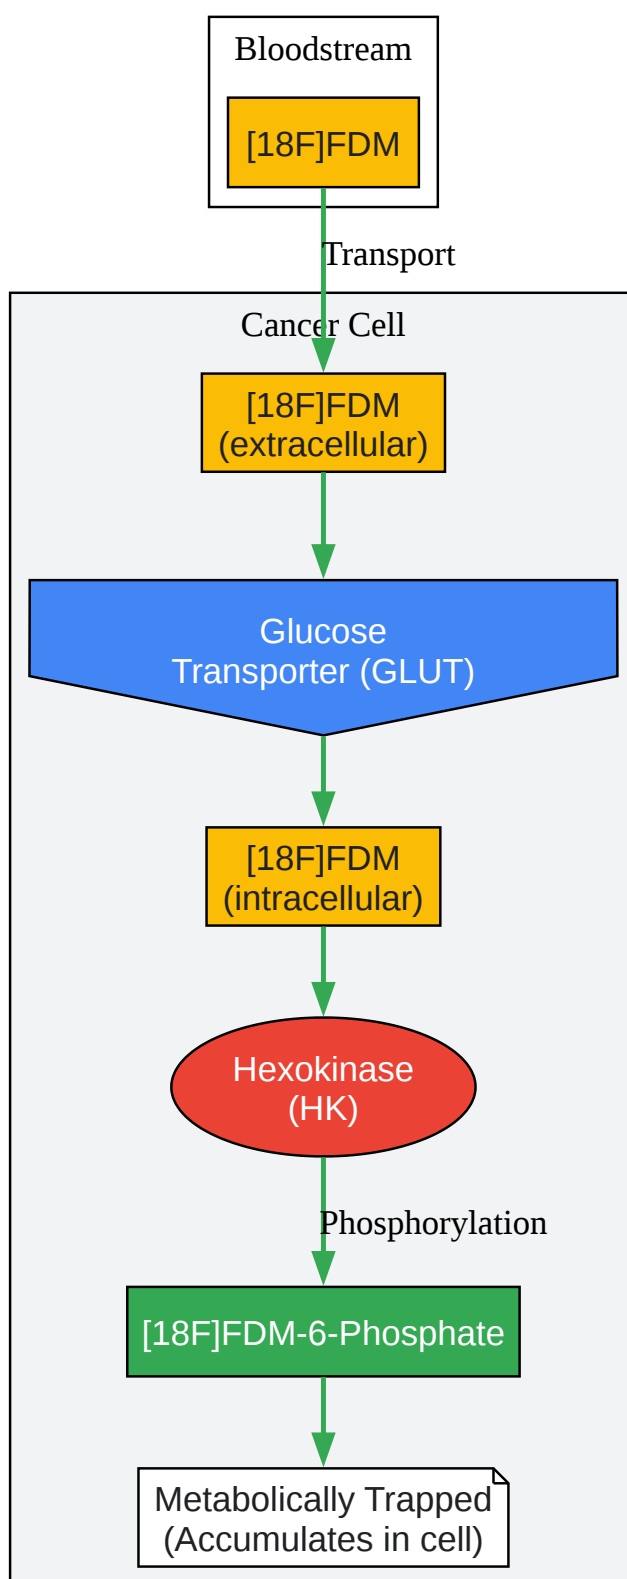 Bloodstream
[18F]FDM
Transport
Cancer Cell
[18F]FDM
(extracellular)
Glucose
Transporter (GLUT)
[18F]FDM
(intracellular)
Hexokinase
(HK)
Phosphorylation
[18F]FDM-6-Phosphate
Metabolically Trapped
(Accumulates in cell)